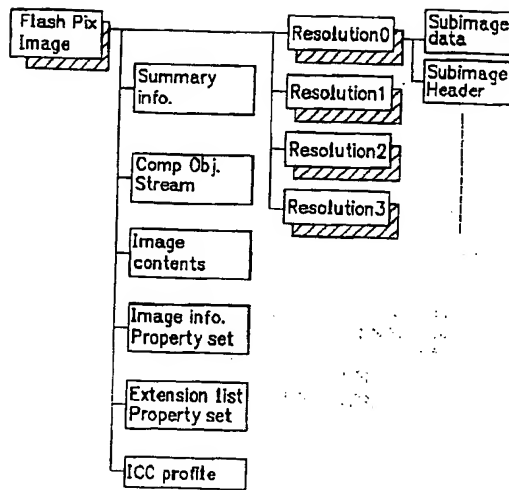 Flash Pix
Image
Resolution0
Subimage
data
Subimage
Header
Summary
info.
Resolution1
Resolution2
Comp Obj.
Stream
Resolution3
Image
contents
Image info.
Property set
Extension list
Property set
ICC profile